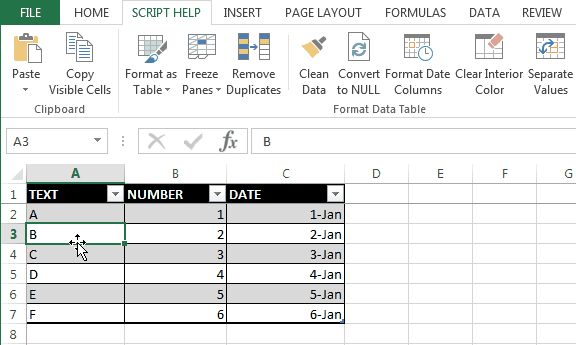 FILE HOME SCRIPT HELP INSERT PAGE LAYOUT FORMULAS DATA REVIEW
Paste Copy Visible Cells Format as Table Freeze Panes Remove Duplicates Clean Data Convert to NULL Format Date Columns Clear Interior Color Separate Values
Clipboard Format Data Table
A3 fx B
A B C D E F G
1 TEXT NUMBER DATE
2 A 1 1-Jan
3 B 2 2-Jan
4 C 3 3-Jan
5 D 4 4-Jan
6 E 5 5-Jan
7 F 6 6-Jan
8